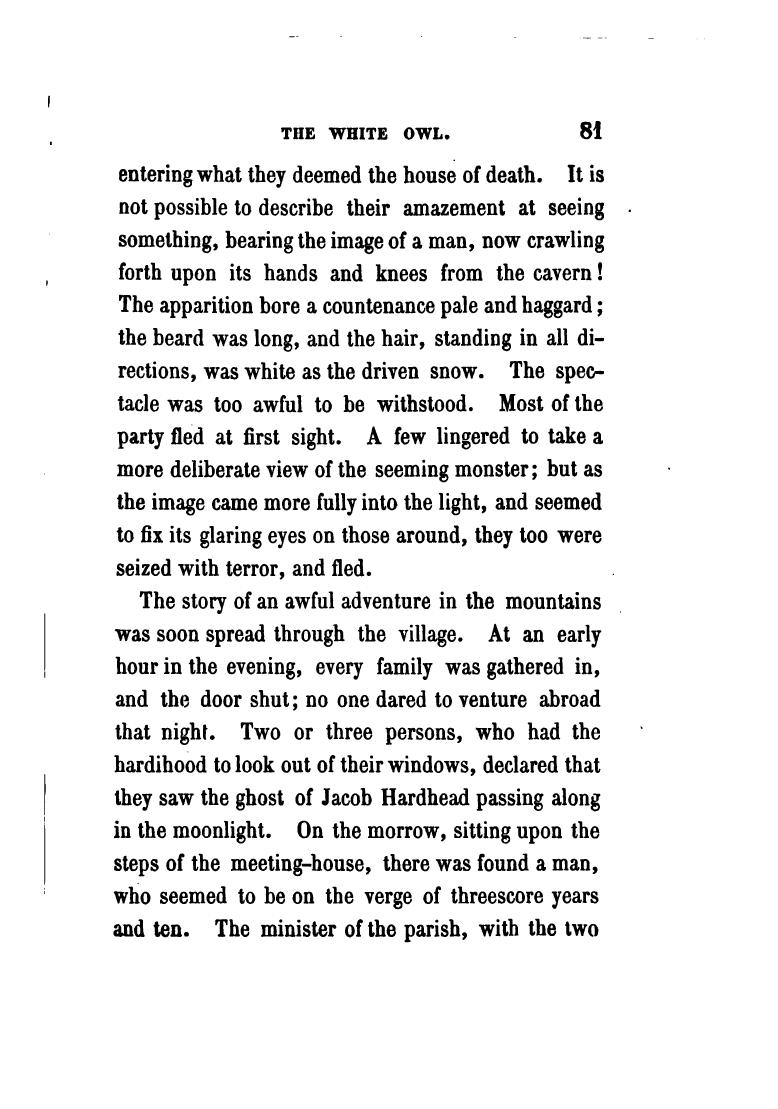 THE WHITE OWL. 81
entering what they deemed the house of death. It is
not possible to describe their amazement at seeing
something, bearing the image of a man, now crawling
forth upon its hands and knees from the cavern!
The apparition bore a countenance pale and haggard;
the beard was long, and the hair, standing in all di-
rections, was white as the driven snow. The spec-
tacle was too awful to be withstood. Most of the
party fled at first sight. A few lingered to take a
more deliberate view of the seeming monster; but as
the image came more fully into the light, and seemed
to fix its glaring eyes on those around, they too were
seized with terror, and fled.
The story of an awful adventure in the mountains
was soon spread through the village. At an early
hour in the evening, every family was gathered in,
and the door shut; no one dared to venture abroad
that night. Two or three persons, who had the
hardihood to look out of their windows, declared that
they saw the ghost of Jacob Hardhead passing along
in the moonlight. On the morrow, sitting upon the
steps of the meeting-house, there was found a man,
who seemed to be on the verge of threescore years
and ten. The minister of the parish, with the two